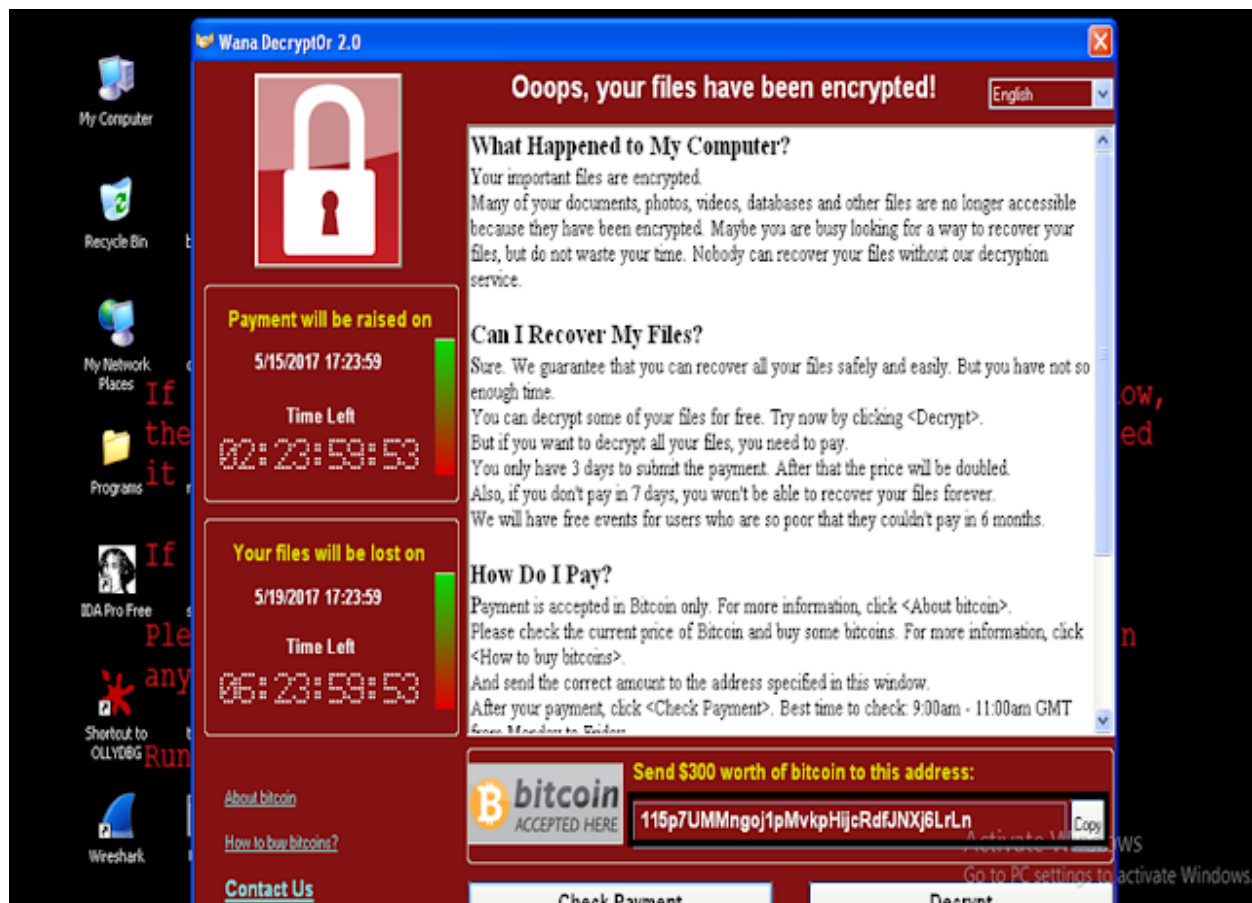 Wana Decrypt0r 2.0
My Computer
Recycle Bin
My Network
Places
Programs
IDA Pro Free
Shortcut to
OLLYDBG
Wireshark
If
the
it
If
Ple
any
Run
ow,
ed
n
Ooops, your files have been encrypted!
English
Payment will be raised on
5/15/2017 17:23:59
Time Left
02:23:59:53
Your files will be lost on
5/19/2017 17:23:59
Time Left
06:23:59:53
About bitcoin
How to buy bitcoins?
Contact Us
What Happened to My Computer?
Your important files are encrypted.
Many of your documents, photos, videos, databases and other files are no longer accessible
because they have been encrypted. Maybe you are busy looking for a way to recover your
files, but do not waste your time. Nobody can recover your files without our decryption
service.
Can I Recover My Files?
Sure. We guarantee that you can recover all your files safely and easily. But you have not so
enough time.
You can decrypt some of your files for free. Try now by clicking <Decrypt>.
But if you want to decrypt all your files, you need to pay.
You only have 3 days to submit the payment. After that the price will be doubled.
Also, if you don't pay in 7 days, you won't be able to recover your files forever.
We will have free events for users who are so poor that they couldn't pay in 6 months.
How Do I Pay?
Payment is accepted in Bitcoin only. For more information, click <About bitcoin>.
Please check the current price of Bitcoin and buy some bitcoins. For more information, click
<How to buy bitcoins>.
And send the correct amount to the address specified in this window.
After your payment, click <Check Payment>. Best time to check: 9:00am - 11:00am GMT
from Monday to Friday
bitcoin
ACCEPTED HERE
Send $300 worth of bitcoin to this address:
115p7UMMngoj1pMvkpHijcRdfJNXj6LrLn
Copy
Check Payment
Decrypt
Activate Windows
Go to PC settings to activate Windows.